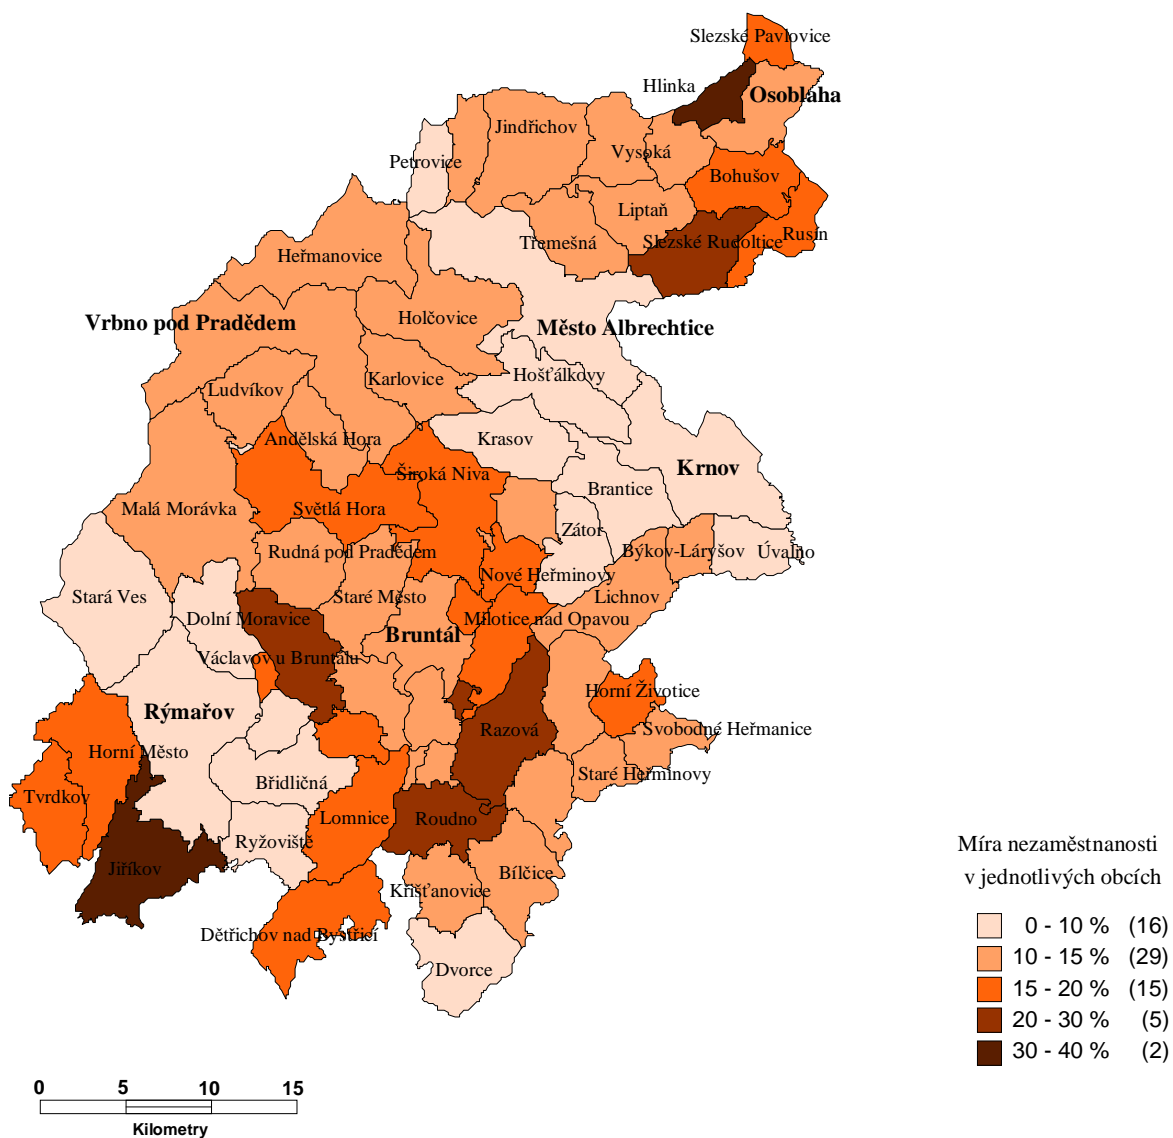 Slezské Pavlovice
Hlinka
Osoblaha
Jindřichov
Vysoká
Petrovice
Bohušov
Liptaň
Třemešná
Slezské Rudoltice
Rusín
Heřmanovice
Holčovice
Vrbno pod Pradědem
Město Albrechtice
Hošťálkovy
Karlovice
Ludvíkov
Andělská Hora
Krasov
Široká Niva
Krnov
Brantice
Malá Morávka
Světlá Hora
Zátor
Rudná pod Pradědem
Býkov-Láryšov
Úvalno
Nové Heřminovy
Stará Ves
Staré Město
Lichnov
Dolní Moravice
Milotice nad Opavou
Bruntál
Václavov u Bruntálu
Horní Životice
Rýmařov
Razová
Svobodné Heřmanice
Horní Město
Staré Heřminovy
Břidličná
Tvrdkov
Lomnice
Roudno
Ryžoviště
Jiříkov
Bílčice
Křišťanovice
Dětřichov nad Bystřicí
Dvorce
Míra nezaměstnanosti
v jednotlivých obcích
0 - 10 % (16)
10 - 15 % (29)
15 - 20 % (15)
20 - 30 % (5)
30 - 40 % (2)
0 5 10 15
Kilometry